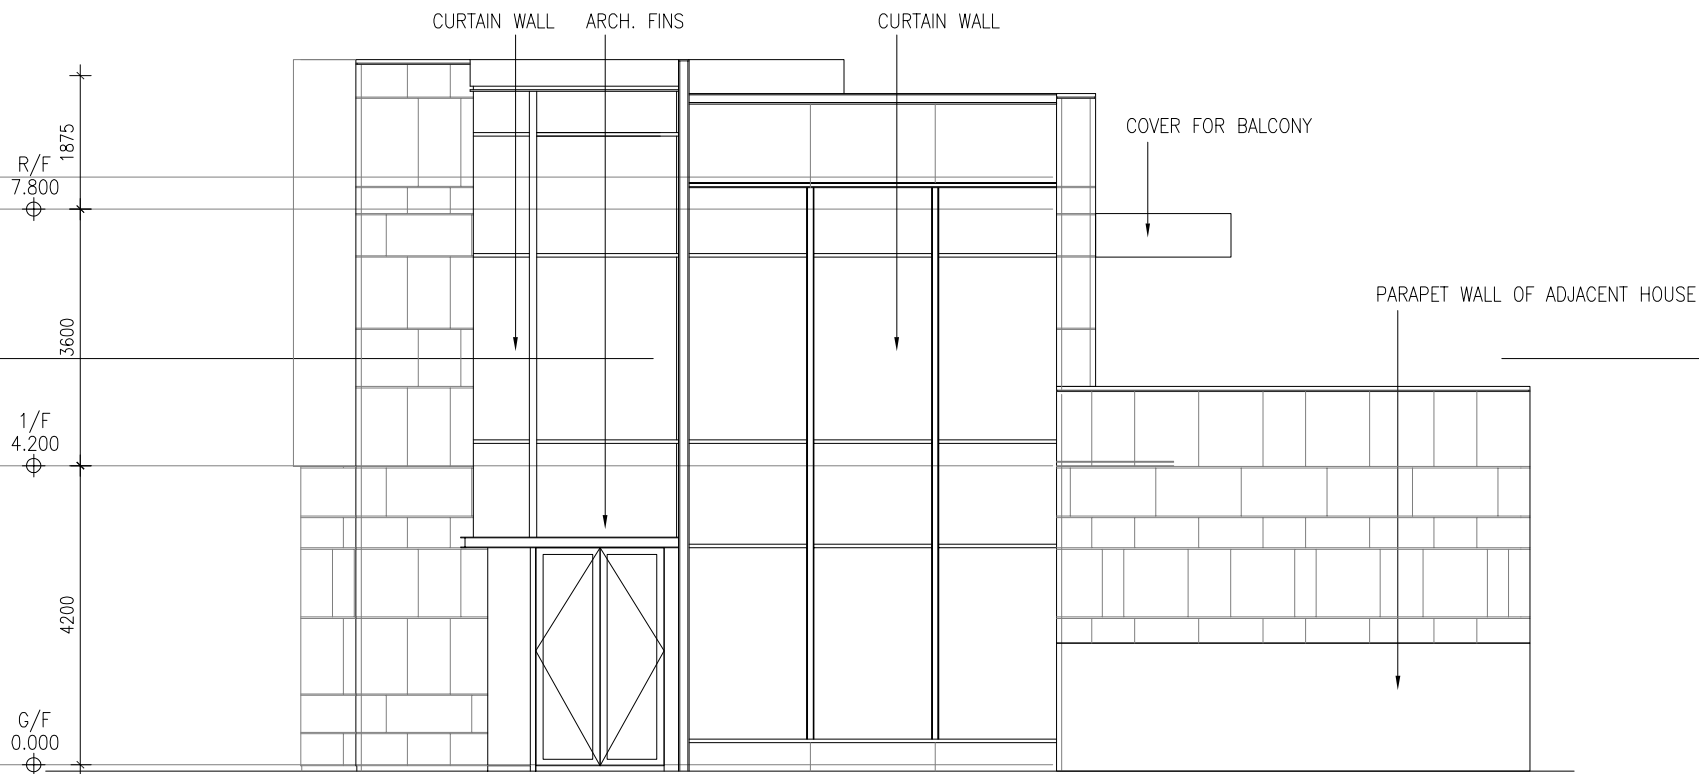 CURTAIN WALL
ARCH. FINS
CURTAIN WALL
COVER FOR BALCONY
1875
R/F
7.800
PARAPET WALL OF ADJACENT HOUSE
3600
1/F
4.200
4200
G/F
0.000